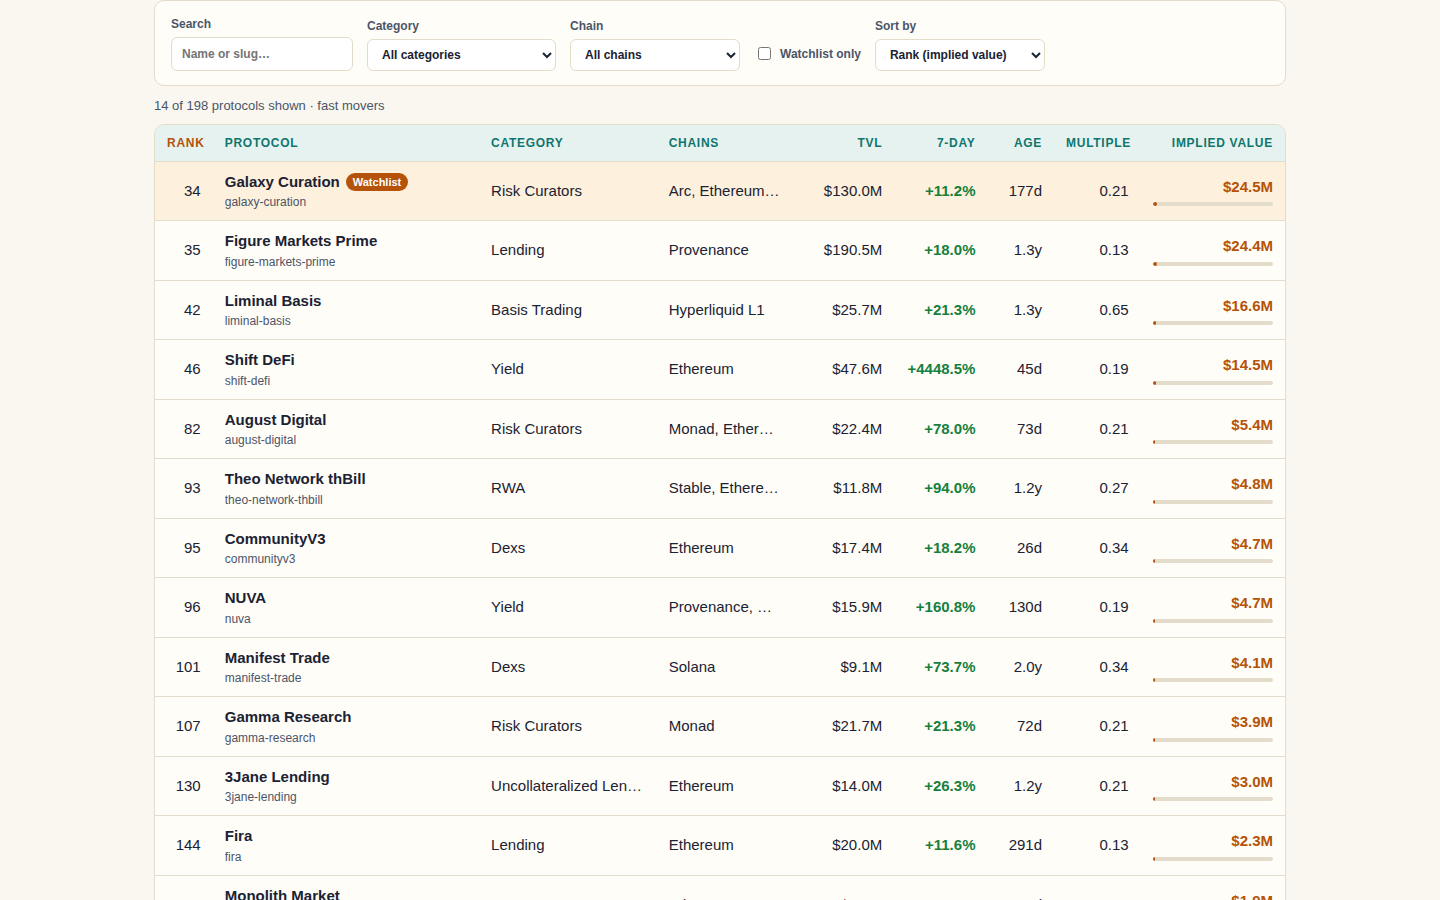 Search
Category
Chain
Sort by
Name or slug…
All categories
All chains
Watchlist only
Rank (implied value)
14 of 198 protocols shown · fast movers
RANK PROTOCOL CATEGORY CHAINS TVL 7-DAY AGE MULTIPLE IMPLIED VALUE
34 Galaxy Curation Watchlist Risk Curators Arc, Ethereum… $130.0M +11.2% 177d 0.21 $24.5M
galaxy-curation
35 Figure Markets Prime Lending Provenance $190.5M +18.0% 1.3y 0.13 $24.4M
figure-markets-prime
42 Liminal Basis Basis Trading Hyperliquid L1 $25.7M +21.3% 1.3y 0.65 $16.6M
liminal-basis
46 Shift DeFi Yield Ethereum $47.6M +4448.5% 45d 0.19 $14.5M
shift-defi
82 August Digital Risk Curators Monad, Ether… $22.4M +78.0% 73d 0.21 $5.4M
august-digital
93 Theo Network thBill RWA Stable, Ethere… $11.8M +94.0% 1.2y 0.27 $4.8M
theo-network-thbill
95 CommunityV3 Dexs Ethereum $17.4M +18.2% 26d 0.34 $4.7M
communityv3
96 NUVA Yield Provenance, … $15.9M +160.8% 130d 0.19 $4.7M
nuva
101 Manifest Trade Dexs Solana $9.1M +73.7% 2.0y 0.34 $4.1M
manifest-trade
107 Gamma Research Risk Curators Monad $21.7M +21.3% 72d 0.21 $3.9M
gamma-research
130 3Jane Lending Uncollateralized Len… Ethereum $14.0M +26.3% 1.2y 0.21 $3.0M
3jane-lending
144 Fira Lending Ethereum $20.0M +11.6% 291d 0.13 $2.3M
fira
Monolith Market